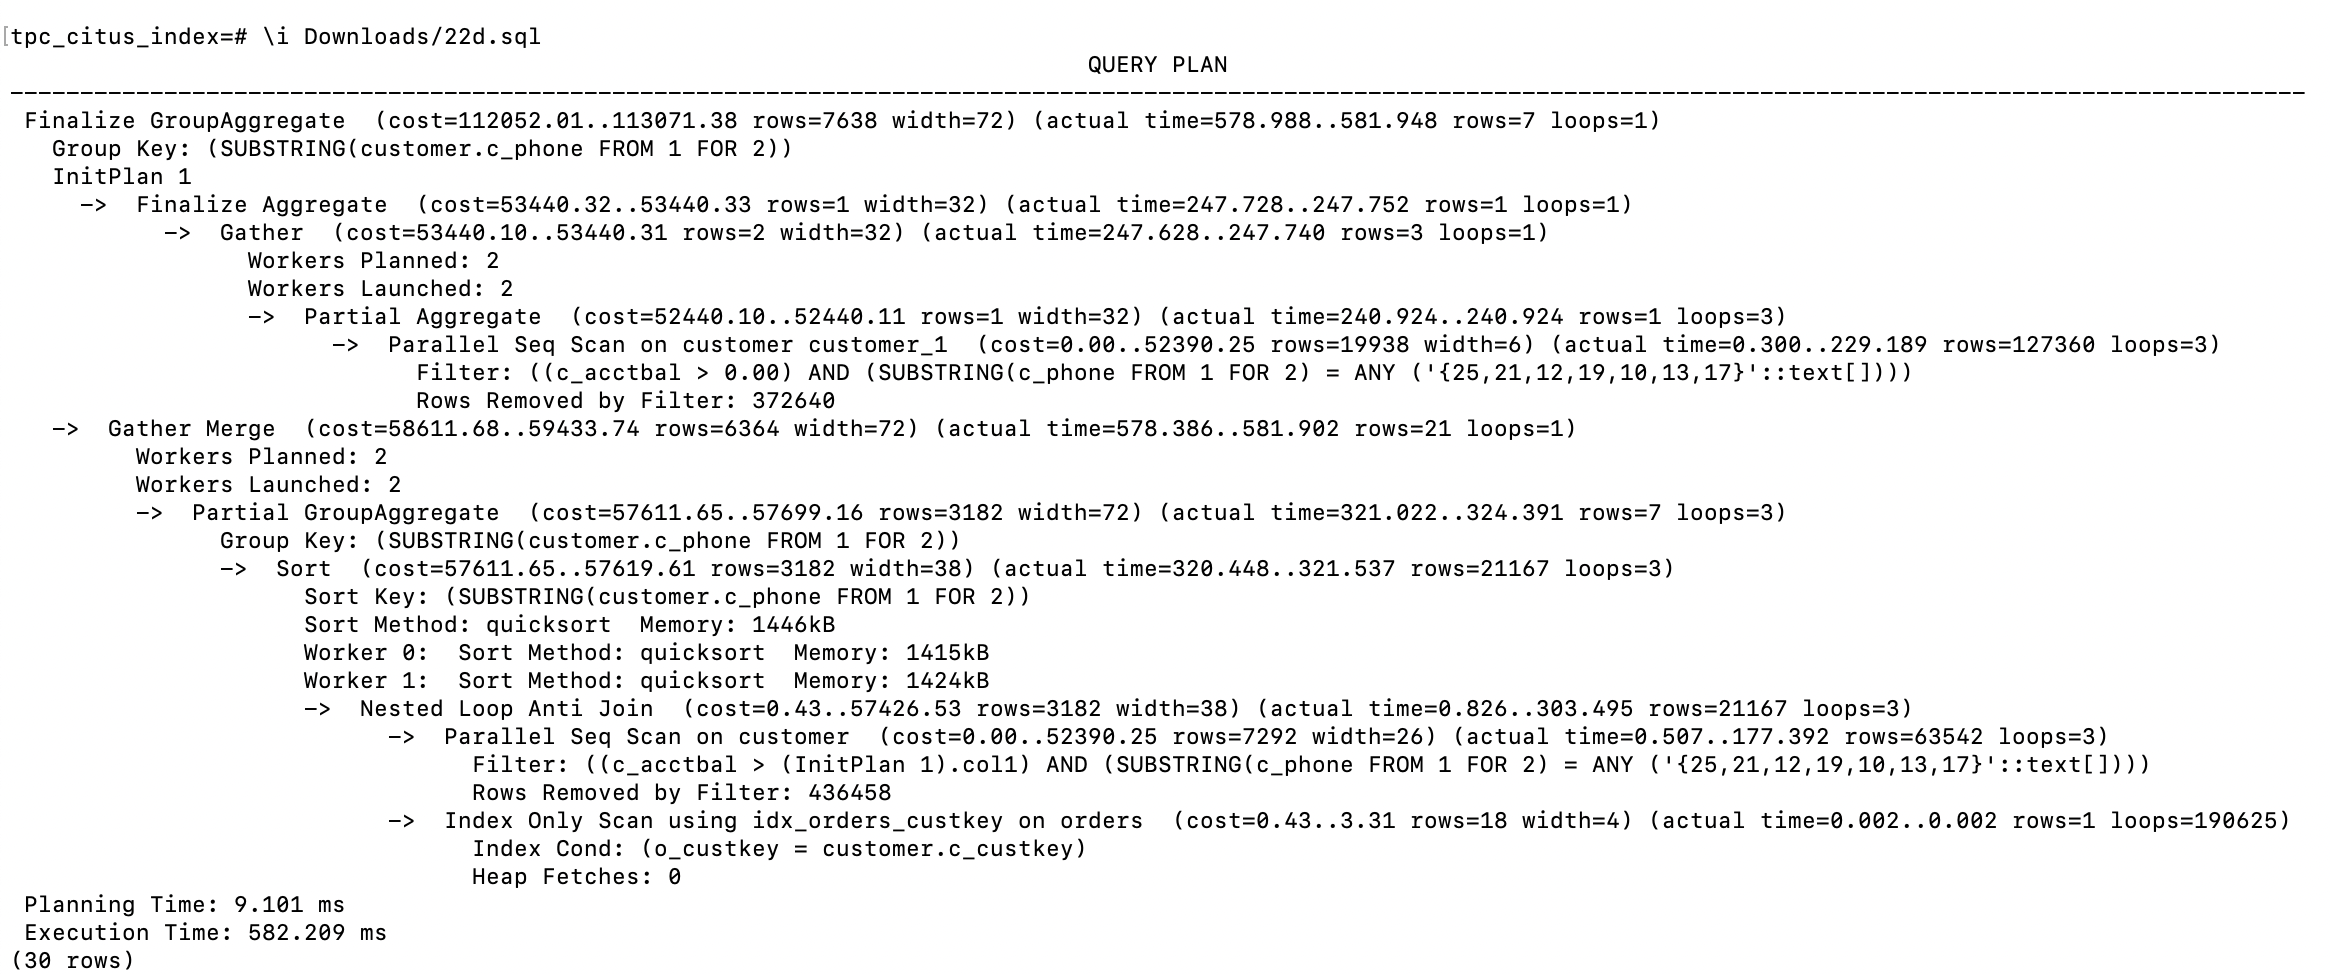 [tpc_citus_index=# \i Downloads/22d.sql
QUERY PLAN
----------------------------------------------------------------------------------------------------------------------------------------------------------------------
Finalize GroupAggregate  (cost=112052.01..113071.38 rows=7638 width=72) (actual time=578.988..581.948 rows=7 loops=1)
  Group Key: (SUBSTRING(customer.c_phone FROM 1 FOR 2))
  InitPlan 1
    ->  Finalize Aggregate  (cost=53440.32..53440.33 rows=1 width=32) (actual time=247.728..247.752 rows=1 loops=1)
          ->  Gather  (cost=53440.10..53440.31 rows=2 width=32) (actual time=247.628..247.740 rows=3 loops=1)
                Workers Planned: 2
                Workers Launched: 2
                ->  Partial Aggregate  (cost=52440.10..52440.11 rows=1 width=32) (actual time=240.924..240.924 rows=1 loops=3)
                      ->  Parallel Seq Scan on customer customer_1  (cost=0.00..52390.25 rows=19938 width=6) (actual time=0.300..229.189 rows=127360 loops=3)
                            Filter: ((c_acctbal > 0.00) AND (SUBSTRING(c_phone FROM 1 FOR 2) = ANY ('{25,21,12,19,10,13,17}'::text[])))
                            Rows Removed by Filter: 372640
  ->  Gather Merge  (cost=58611.68..59433.74 rows=6364 width=72) (actual time=578.386..581.902 rows=21 loops=1)
        Workers Planned: 2
        Workers Launched: 2
        ->  Partial GroupAggregate  (cost=57611.65..57699.16 rows=3182 width=72) (actual time=321.022..324.391 rows=7 loops=3)
              Group Key: (SUBSTRING(customer.c_phone FROM 1 FOR 2))
              ->  Sort  (cost=57611.65..57619.61 rows=3182 width=38) (actual time=320.448..321.537 rows=21167 loops=3)
                    Sort Key: (SUBSTRING(customer.c_phone FROM 1 FOR 2))
                    Sort Method: quicksort  Memory: 1446kB
                    Worker 0:  Sort Method: quicksort  Memory: 1415kB
                    Worker 1:  Sort Method: quicksort  Memory: 1424kB
                    ->  Nested Loop Anti Join  (cost=0.43..57426.53 rows=3182 width=38) (actual time=0.826..303.495 rows=21167 loops=3)
                          ->  Parallel Seq Scan on customer  (cost=0.00..52390.25 rows=7292 width=26) (actual time=0.507..177.392 rows=63542 loops=3)
                                Filter: ((c_acctbal > (InitPlan 1).col1) AND (SUBSTRING(c_phone FROM 1 FOR 2) = ANY ('{25,21,12,19,10,13,17}'::text[])))
                                Rows Removed by Filter: 436458
                          ->  Index Only Scan using idx_orders_custkey on orders  (cost=0.43..3.31 rows=18 width=4) (actual time=0.002..0.002 rows=1 loops=190625)
                                Index Cond: (o_custkey = customer.c_custkey)
                                Heap Fetches: 0
Planning Time: 9.101 ms
Execution Time: 582.209 ms
(30 rows)